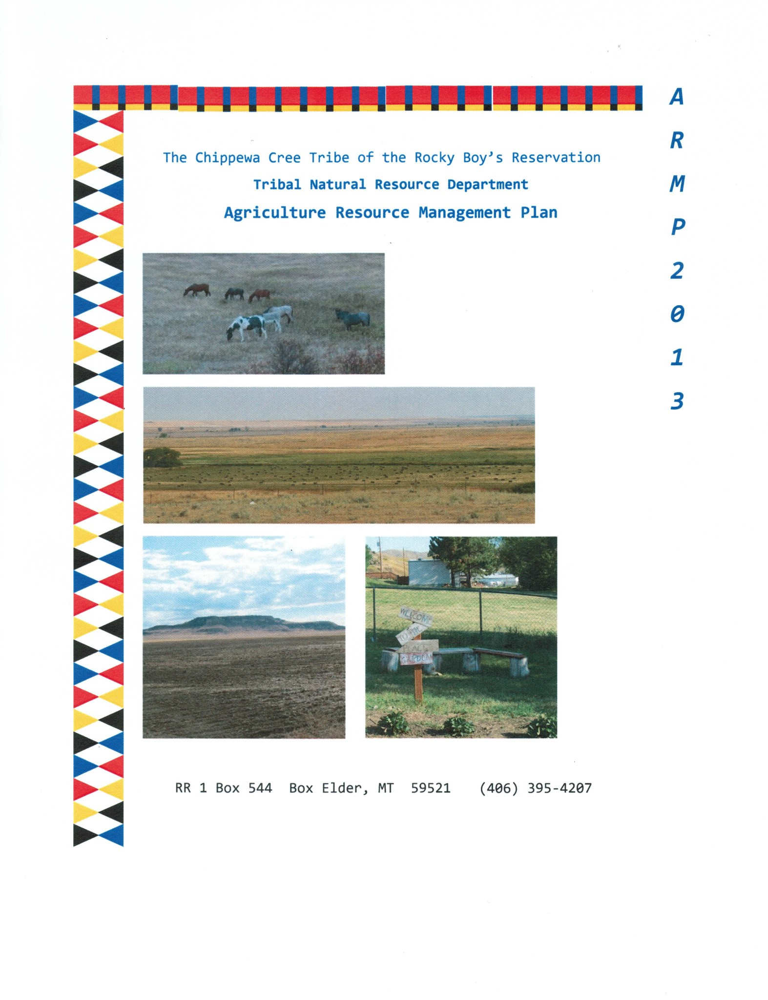 The Chippewa Cree Tribe of the Rocky Boy’s Reservation
Tribal Natural Resource Department
Agriculture Resource Management Plan
A
R
M
P
2
0
1
3
WELCOME
TO THE
PEACE
GARDEN
RR 1 Box 544 Box Elder, MT 59521 (406) 395-4207